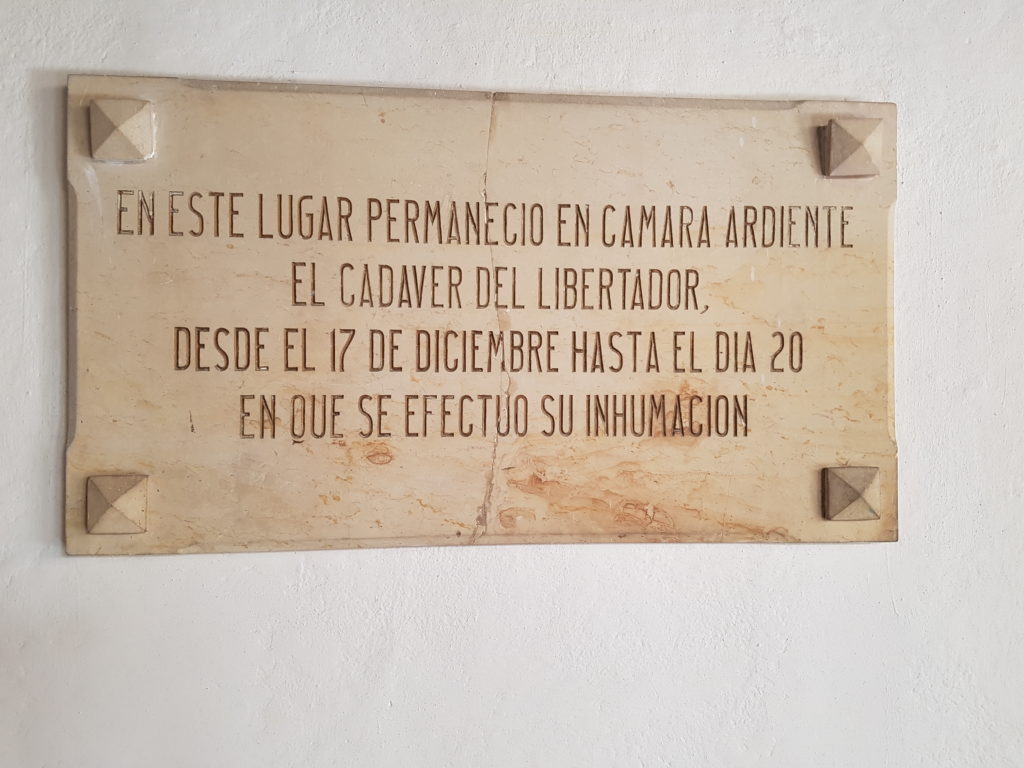 EN ESTE LUGAR PERMANECIO EN CAMARA ARDIENTE
EL CADAVER DEL LIBERTADOR,
DESDE EL 17 DE DICIEMBRE HASTA EL DIA 20
EN QUE SE EFECTUO SU INHUMACION